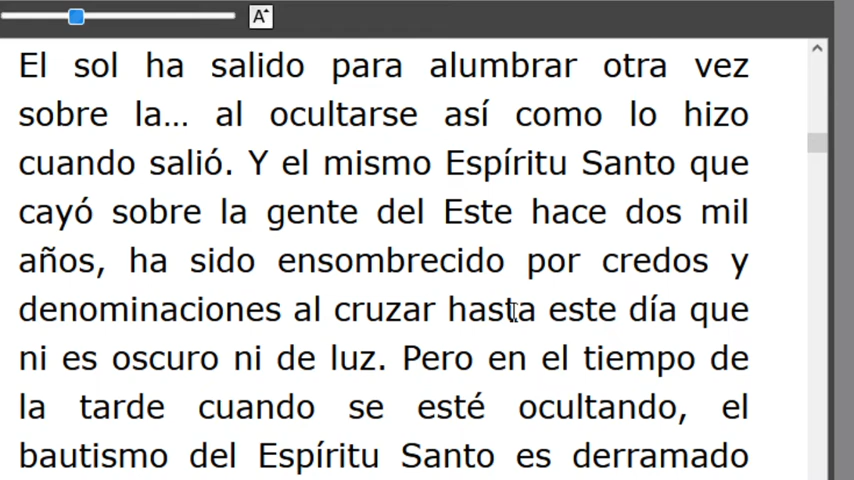 A
El sol ha salido para alumbrar otra vez
sobre la... al ocultarse así como lo hizo
cuando salió. Y el mismo Espíritu Santo que
cayó sobre la gente del Este hace dos mil
años, ha sido ensombrecido por credos y
denominaciones al cruzar hasta este día que
ni es oscuro ni de luz. Pero en el tiempo de
la tarde cuando se esté ocultando, el
bautismo del Espíritu Santo es derramado